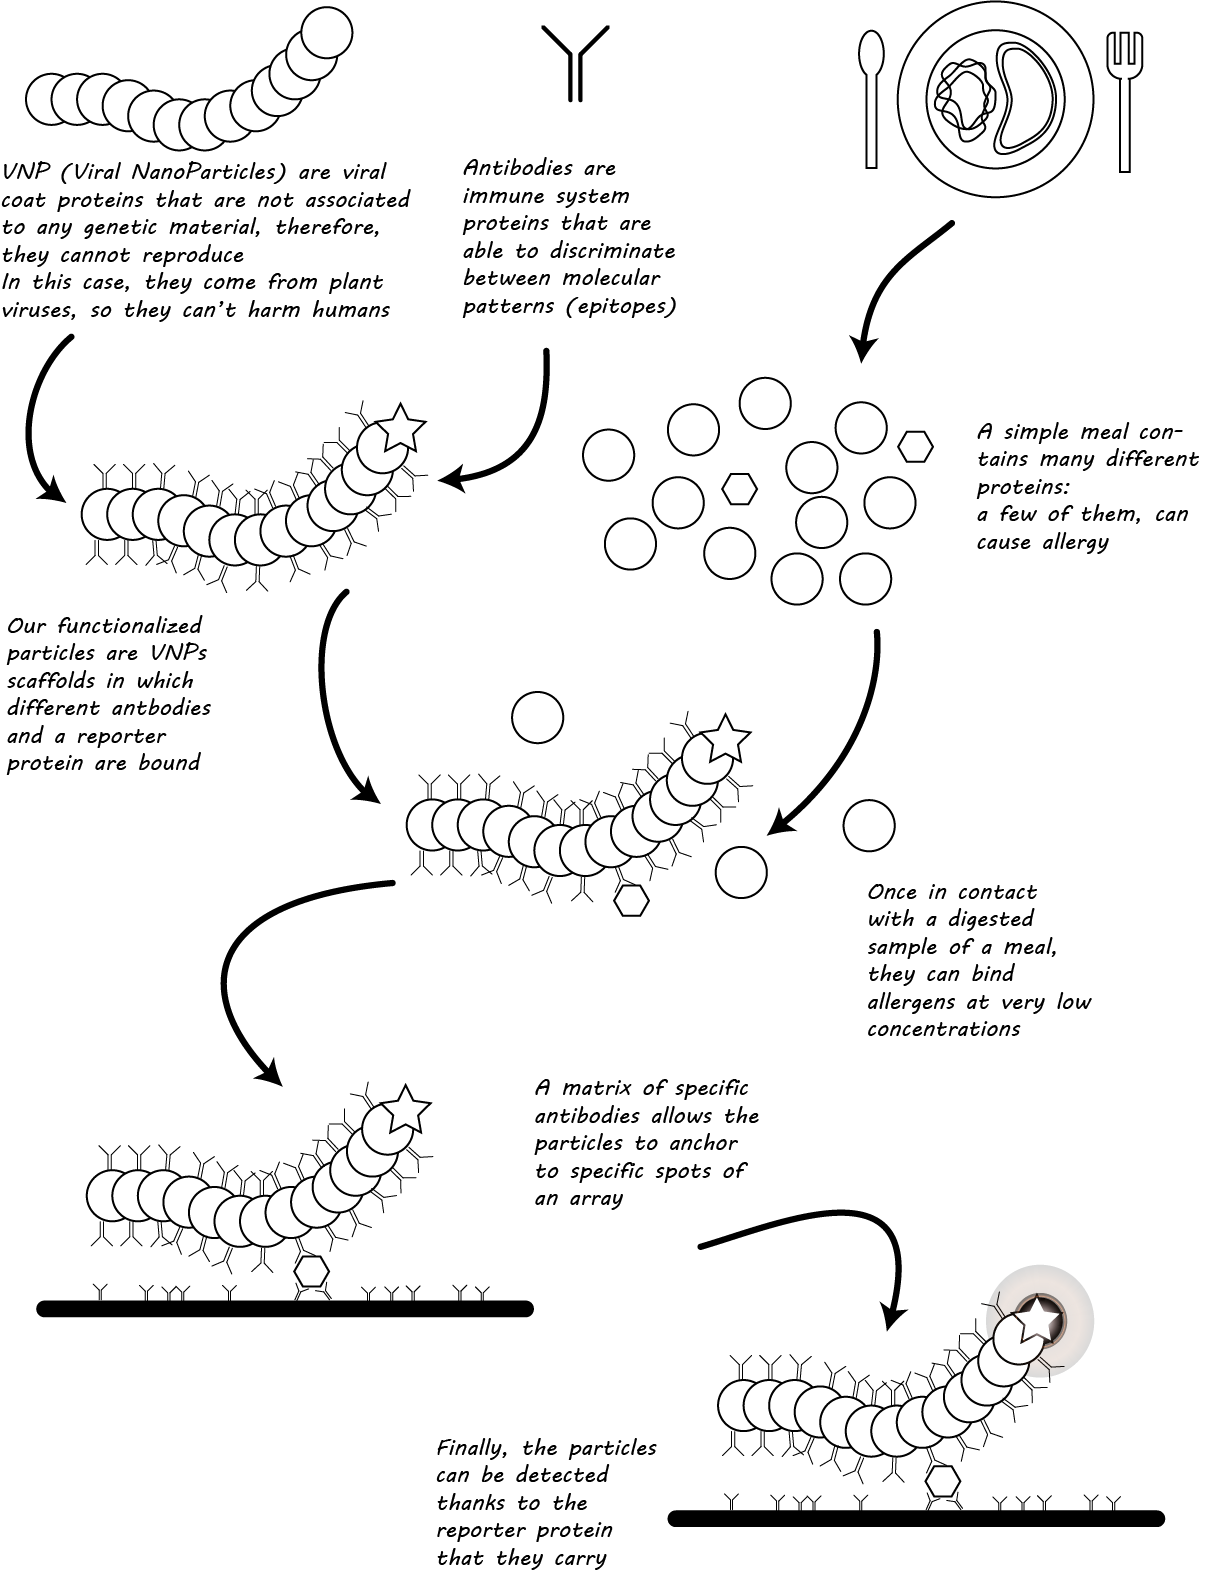 VNP (Viral NanoParticles) are viral
coat proteins that are not associated
to any genetic material, therefore,
they cannot reproduce
In this case, they come from plant
viruses, so they can't harm humans
Antibodies are
immune system
proteins that are
able to discriminate
between molecular
patterns (epitopes)
A simple meal con-
tains many different
proteins:
a few of them, can
cause allergy
Our functionalized
particles are VNPs
scaffolds in which
different antbodies
and a reporter
protein are bound
Once in contact
with a digested
sample of a meal,
they can bind
allergens at very low
concentrations
A matrix of specific
antibodies allows the
particles to anchor
to specific spots of
an array
Finally, the particles
can be detected
thanks to the
reporter protein
that they carry